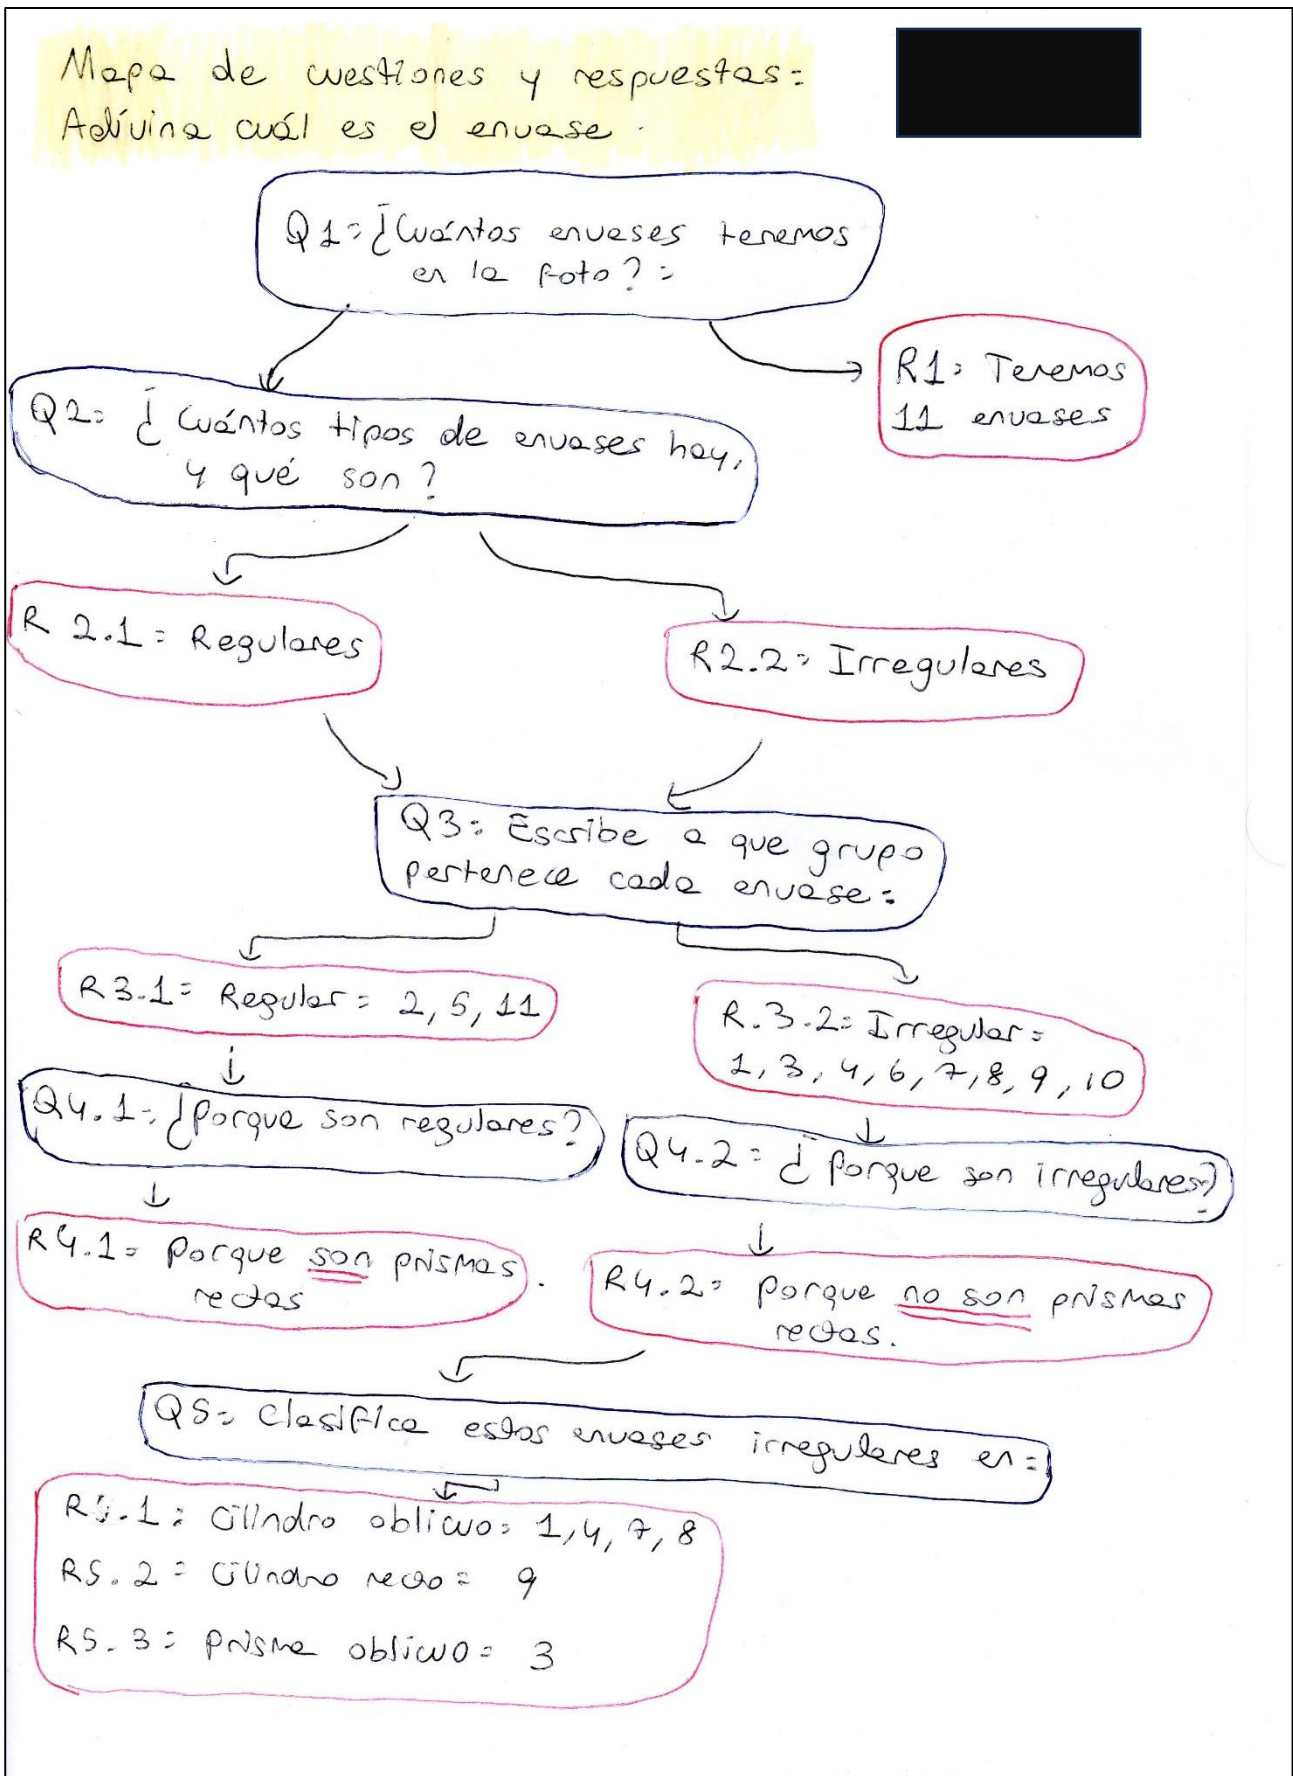 Mapa de cuestiones y respuestas:
Adivina cuál es el envase.
Q1: ¿Cuántos envases tenemos
en la foto?:
R1: Tenemos
11 envases
Q2: ¿Cuántos tipos de envases hay,
y qué son?
R 2.1: Regulares
R2.2: Irregulares
Q3: Escribe a que grupo
pertenece cada envase:
R3.1: Regular: 2, 5, 11
R.3.2: Irregular:
1, 3, 4, 6, 7, 8, 9, 10
Q4.1: ¿Porque son regulares?
Q4.2: ¿Porque son irregulares?
R4.1: Porque son prismas
rectos.
R4.2: Porque no son prismas
rectos.
Q5: Clasifica estos envases irregulares en:
R5.1: Cilindro oblicuo: 1, 4, 7, 8
R5.2: Cilindro recto: 9
R5.3: Prisma oblicuo: 3